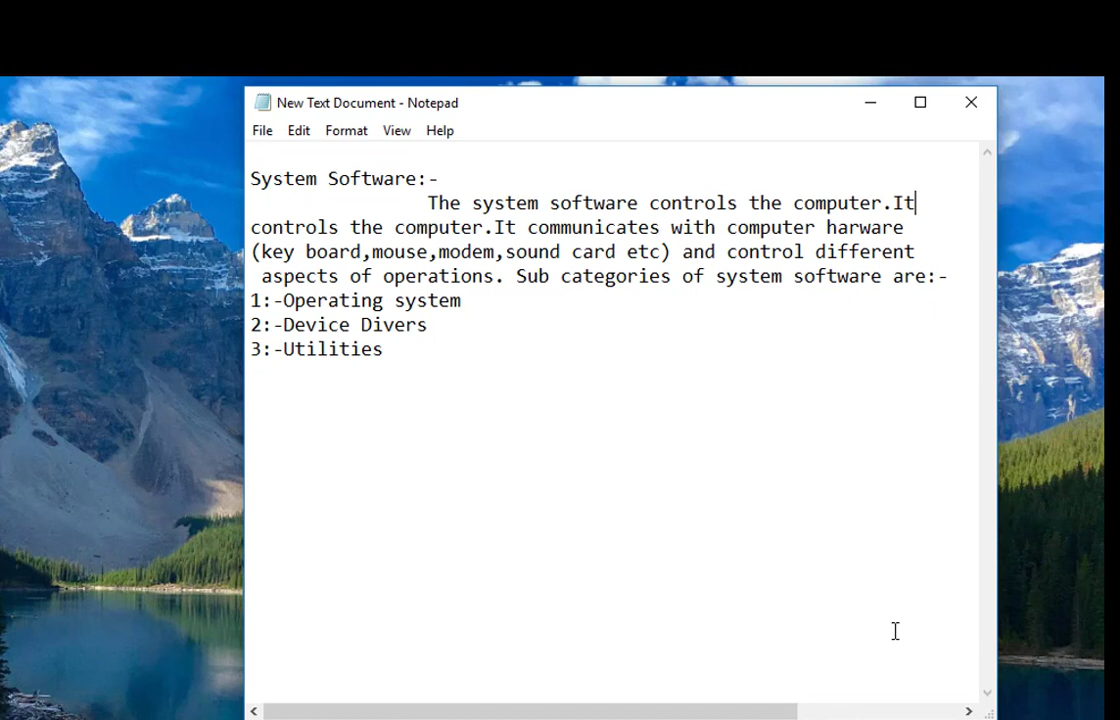 New Text Document - Notepad
File Edit Format View Help
System Software:-
The system software controls the computer.It
controls the computer.It communicates with computer harware
(key board,mouse,modem,sound card etc) and control different
aspects of operations. Sub categories of system software are:-
1:-Operating system
2:-Device Divers
3:-Utilities